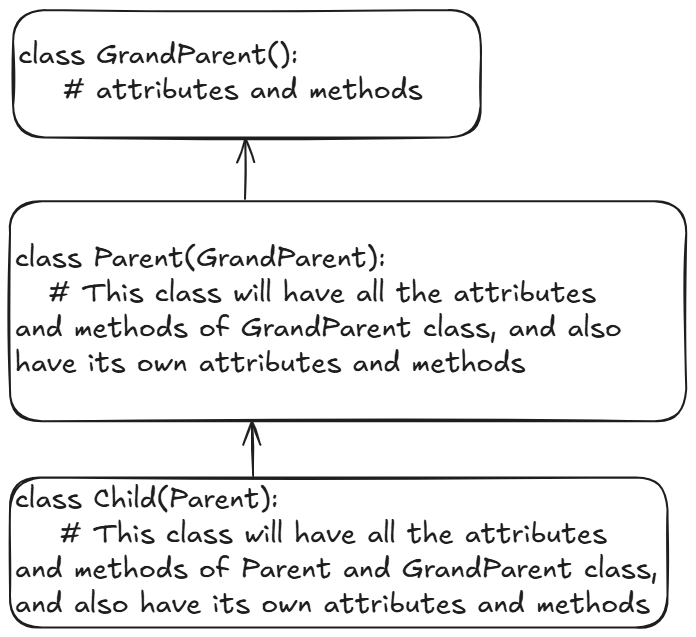 class GrandParent():
# attributes and methods
class Parent(GrandParent):
# This class will have all the attributes
and methods of GrandParent class, and also
have its own attributes and methods
class Child(Parent):
# This class will have all the attributes
and methods of Parent and GrandParent class,
and also have its own attributes and methods